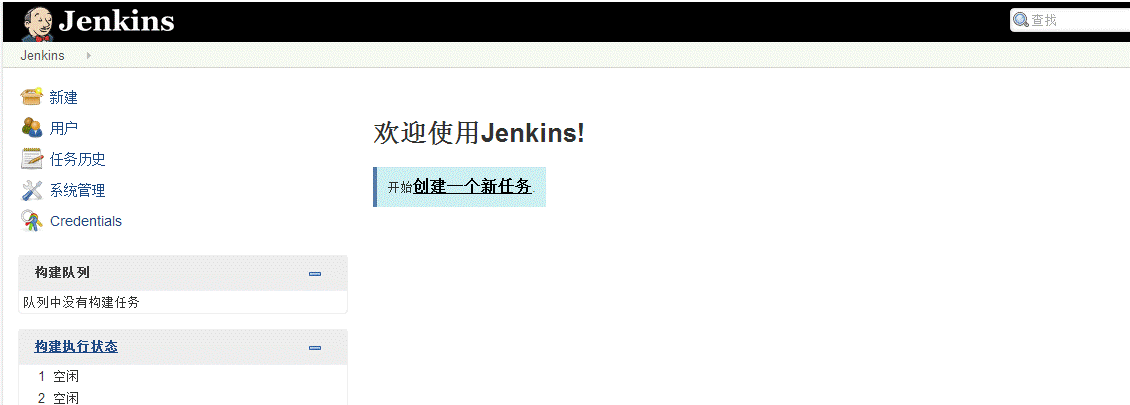 Jenkins
查找
Jenkins
新建
用户
任务历史
系统管理
Credentials
欢迎使用Jenkins!
开始创建一个新任务.
构建队列
队列中没有构建任务
构建执行状态
1 空闲
2 空闲